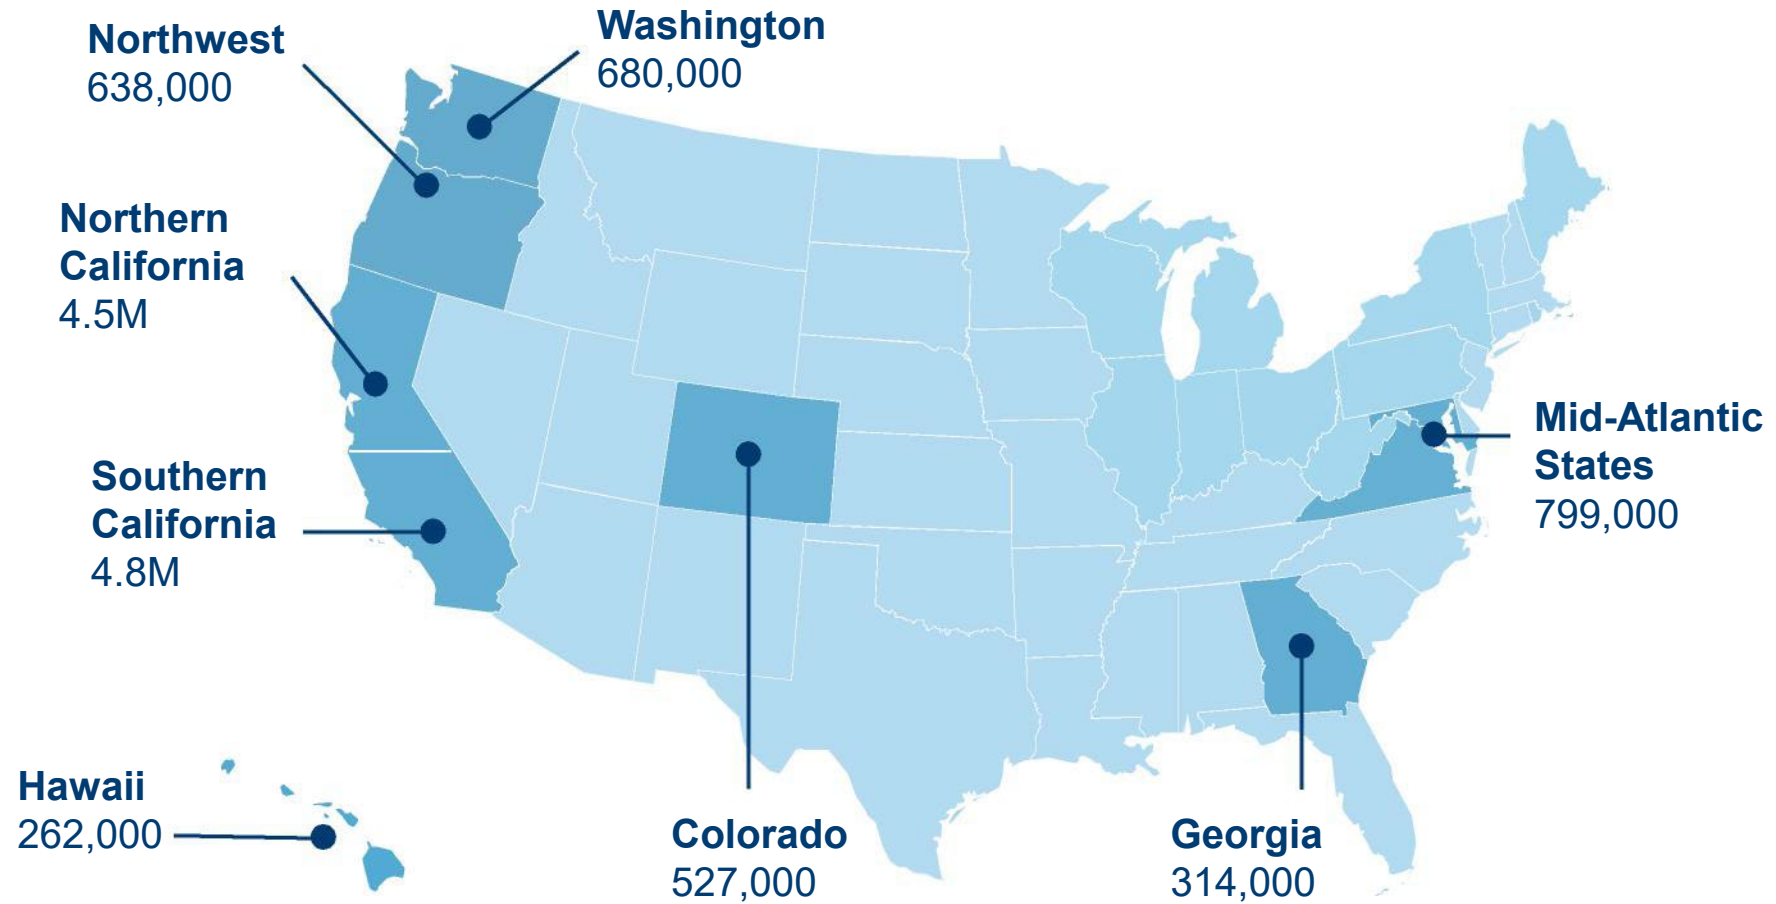 Northwest
638,000
Washington
680,000
Northern
California
4.5M
Southern
California
4.8M
Mid-Atlantic
States
799,000
Hawaii
262,000
Colorado
527,000
Georgia
314,000